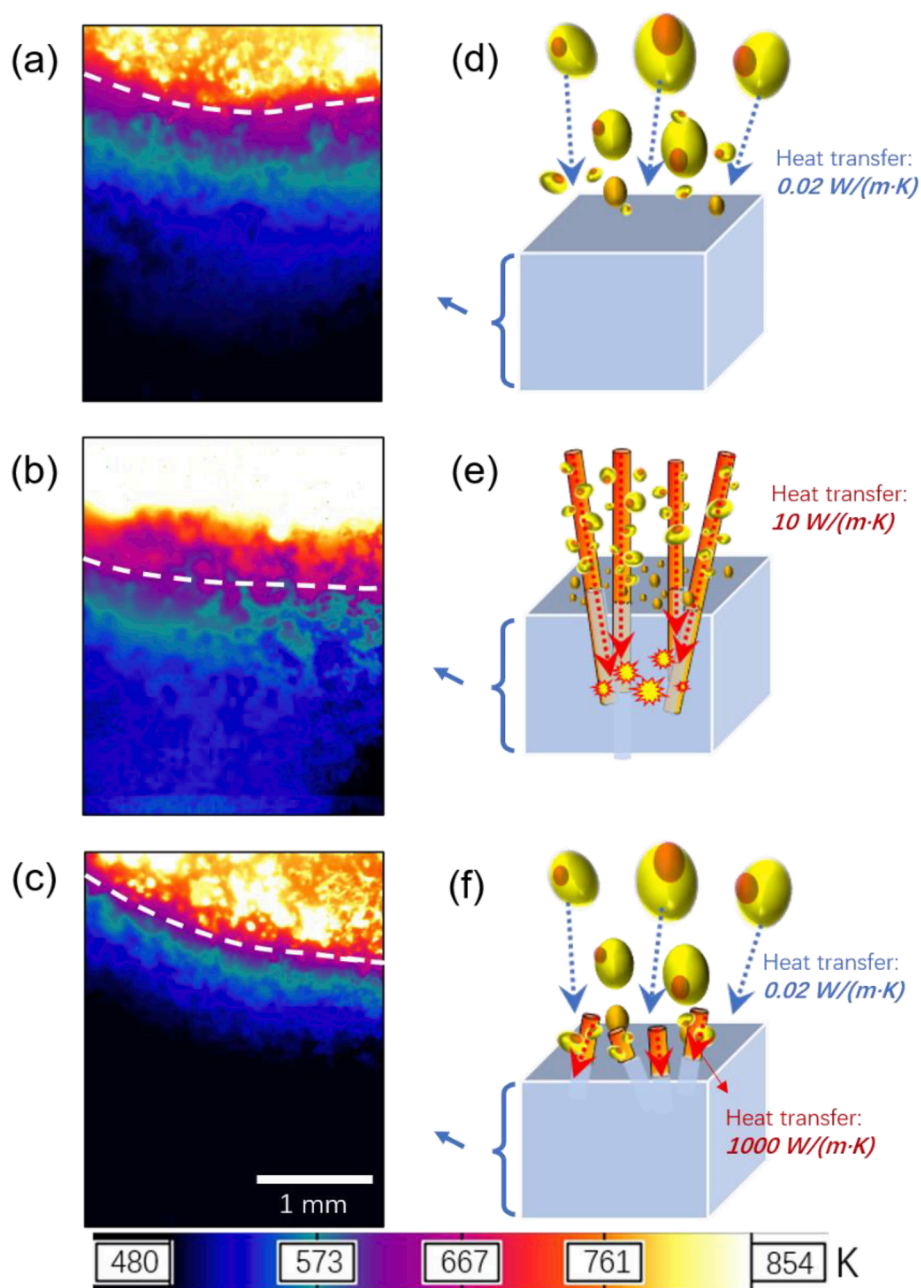 (a)
(d)
Heat transfer:
0.02 W/(m·K)
(b)
(e)
Heat transfer:
10 W/(m·K)
(c)
(f)
Heat transfer:
0.02 W/(m·K)
Heat transfer:
1000 W/(m·K)
1 mm
480 573 667 761 854 K